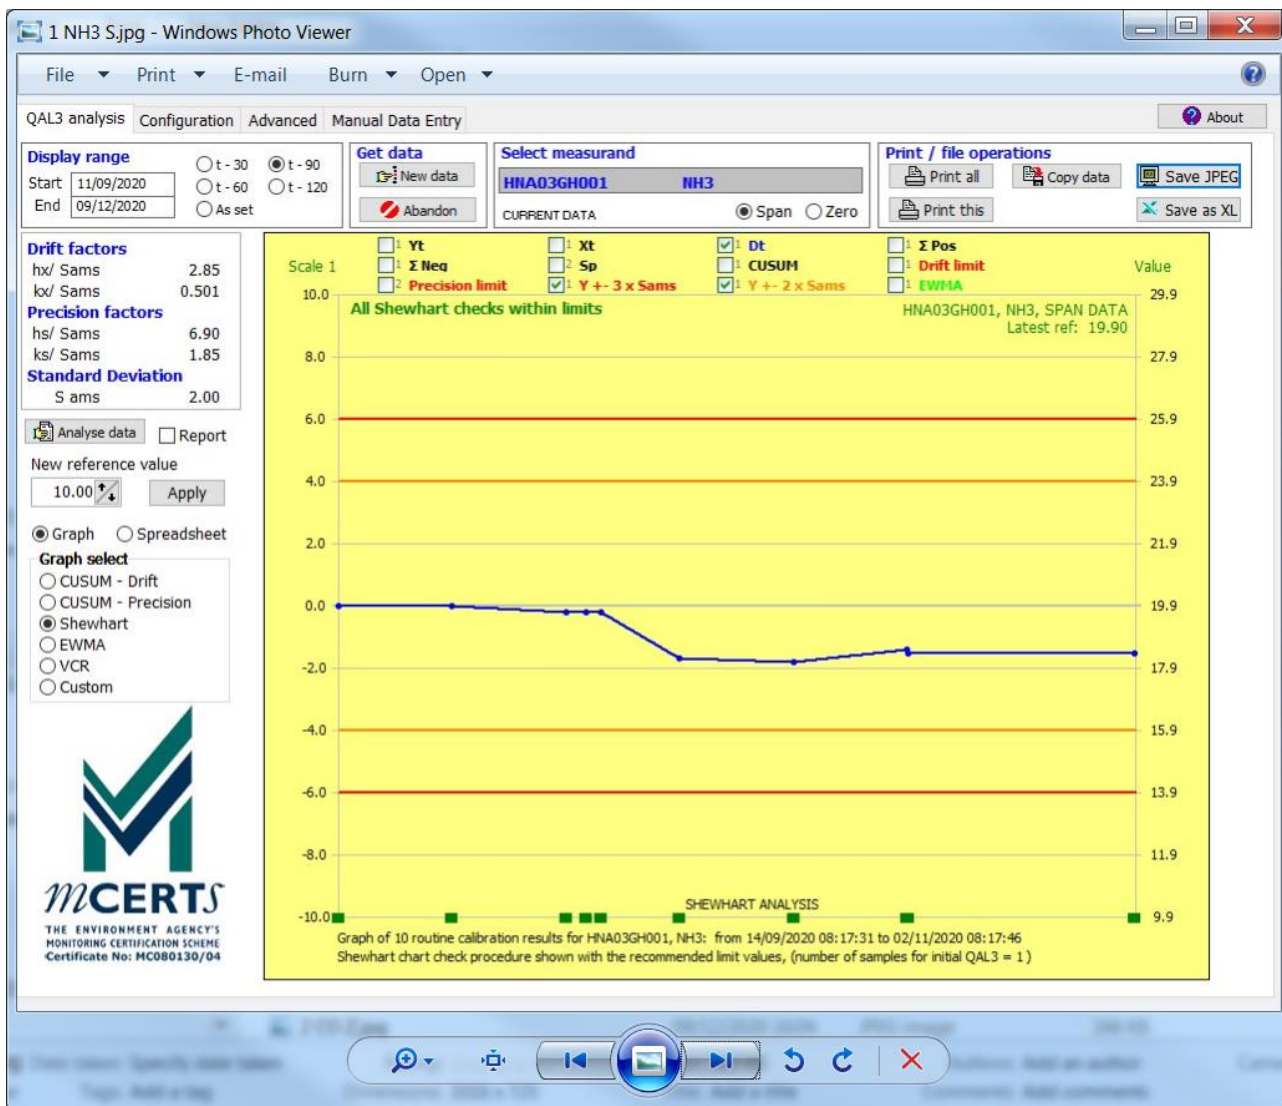 1 NH3 S.jpg - Windows Photo Viewer
File Print E-mail Burn Open
QAL3 analysis Configuration Advanced Manual Data Entry About
Display range
t - 30 t - 90
Start 11/09/2020 t - 60 t - 120
End 09/12/2020 As set
Get data
New data
Abandon
Select measurand
HNA03GH001 NH3
CURRENT DATA Span Zero
Print / file operations
Print all Copy data Save JPEG
Print this Save as XL
Drift factors
hx/ Sams 2.85
kx/ Sams 0.501
Precision factors
hs/ Sams 6.90
ks/ Sams 1.85
Standard Deviation
S ams 2.00
Analyse data Report
New reference value
10.00 Apply
Graph Spreadsheet
Graph select
CUSUM - Drift
CUSUM - Precision
Shewhart
EWMA
VCR
Custom
mCERTS
THE ENVIRONMENT AGENCY'S
MONITORING CERTIFICATION SCHEME
Certificate No: MC080130/04
1 Yt 1 Xt 1 Dt 1 Σ Pos
Scale 1 1 Σ Neg 2 Sp 1 CUSUM 1 Drift limit Value
2 Precision limit 1 Y +- 3 x Sams 1 Y +- 2 x Sams 1 EWMA
10.0 29.9
All Shewhart checks within limits HNA03GH001, NH3, SPAN DATA
Latest ref: 19.90
8.0 27.9
6.0 25.9
4.0 23.9
2.0 21.9
0.0 19.9
-2.0 17.9
-4.0 15.9
-6.0 13.9
-8.0 11.9
SHEWHART ANALYSIS
-10.0 9.9
Graph of 10 routine calibration results for HNA03GH001, NH3: from 14/09/2020 08:17:31 to 02/11/2020 08:17:46
Shewhart chart check procedure shown with the recommended limit values, (number of samples for initial QAL3 = 1 )